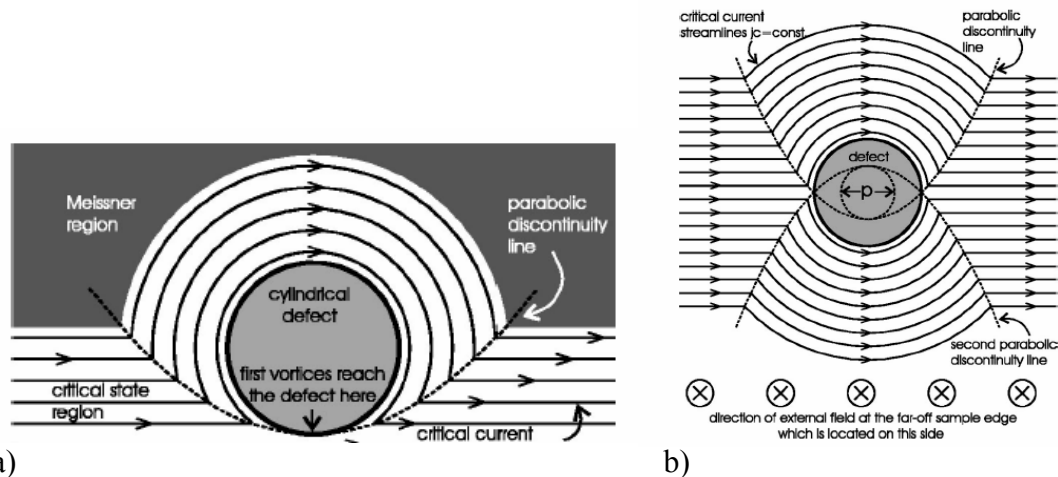 Meissner
region
parabolic
discontinuity
line
cylindrical
defect
first vortices reach
the defect here
critical state
region
critical current
a)
critical current
streamlines jc=const.
parabolic
discontinuity
line
defect
p
second parabolic
discontinuity line
direction of external field at the far-off sample edge
which is located on this side
b)